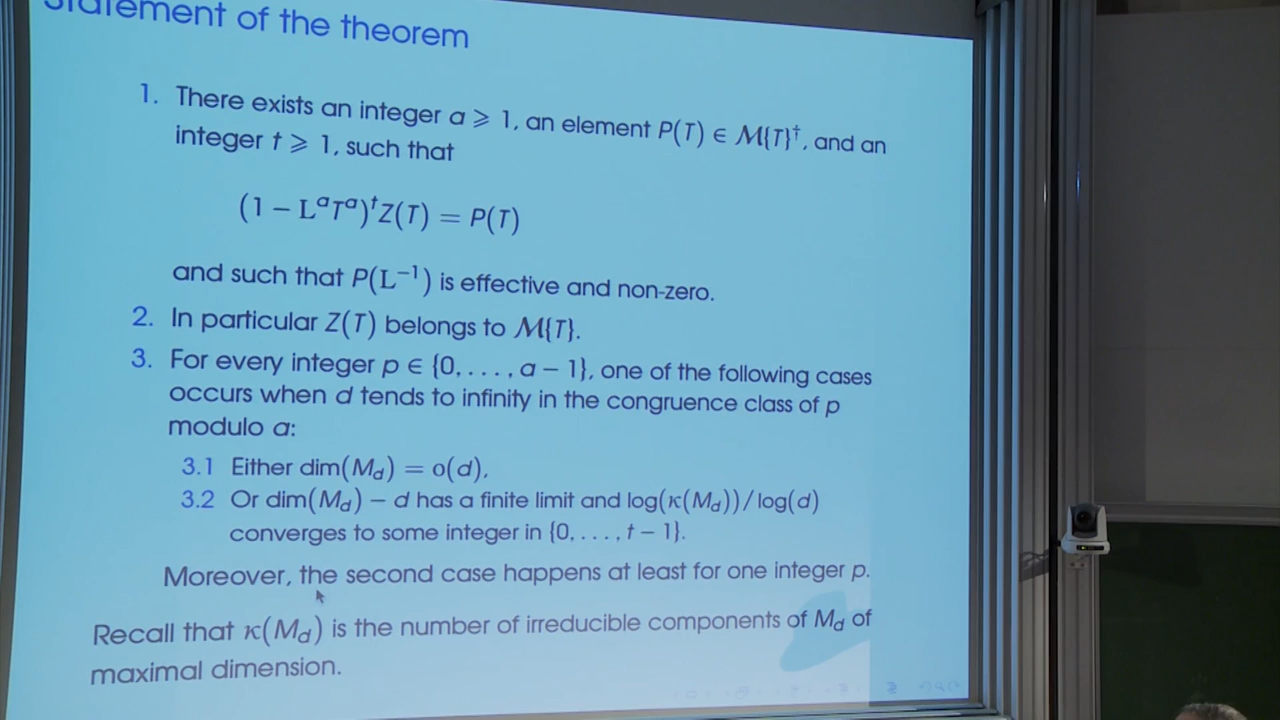 Statement of the theorem
1. There exists an integer a ⩾ 1, an element P(T) ∈ ℳ{T}†, and an
integer t ⩾ 1, such that
(1 − LᵃTᵃ)ᵗZ(T) = P(T)
and such that P(L⁻¹) is effective and non-zero.
2. In particular Z(T) belongs to ℳ{T}.
3. For every integer p ∈ {0, . . . , a − 1}, one of the following cases
occurs when d tends to infinity in the congruence class of p
modulo a:
3.1 Either dim(M_d) = o(d),
3.2 Or dim(M_d) − d has a finite limit and log(κ(M_d))/log(d)
converges to some integer in {0, . . . , t − 1}.
Moreover, the second case happens at least for one integer p.
Recall that κ(M_d) is the number of irreducible components of M_d of
maximal dimension.